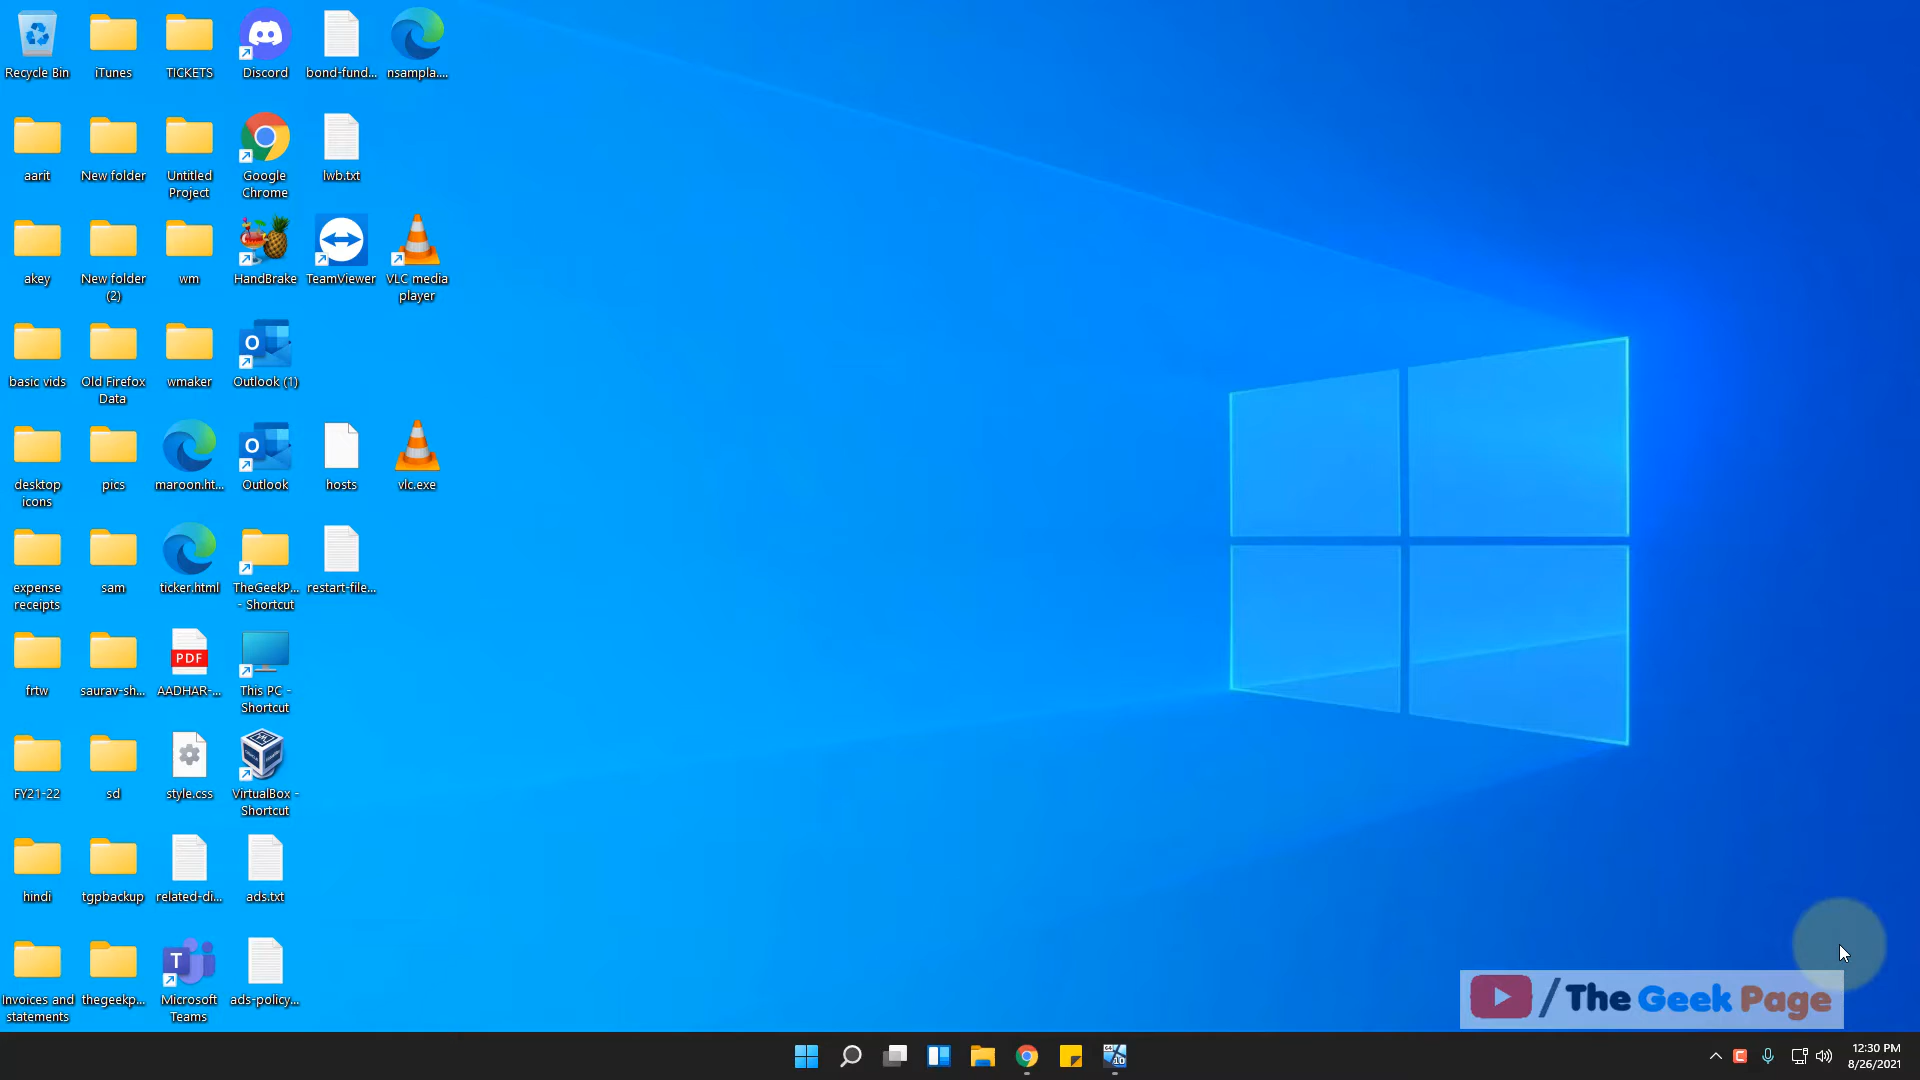 Recycle Bin
iTunes
TICKETS
Discord
bond-fund...
nsampla....
aarit
New folder
Untitled
Project
Google
Chrome
lwb.txt
akey
New folder
(2)
wm
HandBrake
TeamViewer
VLC media
player
basic vids
Old Firefox
Data
wmaker
Outlook (1)
desktop
icons
pics
maroon.ht...
Outlook
hosts
vlc.exe
expense
receipts
sam
ticker.html
TheGeekP...
- Shortcut
restart-file...
frtw
saurav-sh...
PDF
AADHAR-...
This PC -
Shortcut
FY21-22
sd
style.css
VirtualBox -
Shortcut
hindi
tgpbackup
related-di...
ads.txt
Invoices and
statements
thegeekp...
Microsoft
Teams
ads-policy...
/The Geek Page
12:30 PM
8/26/2021